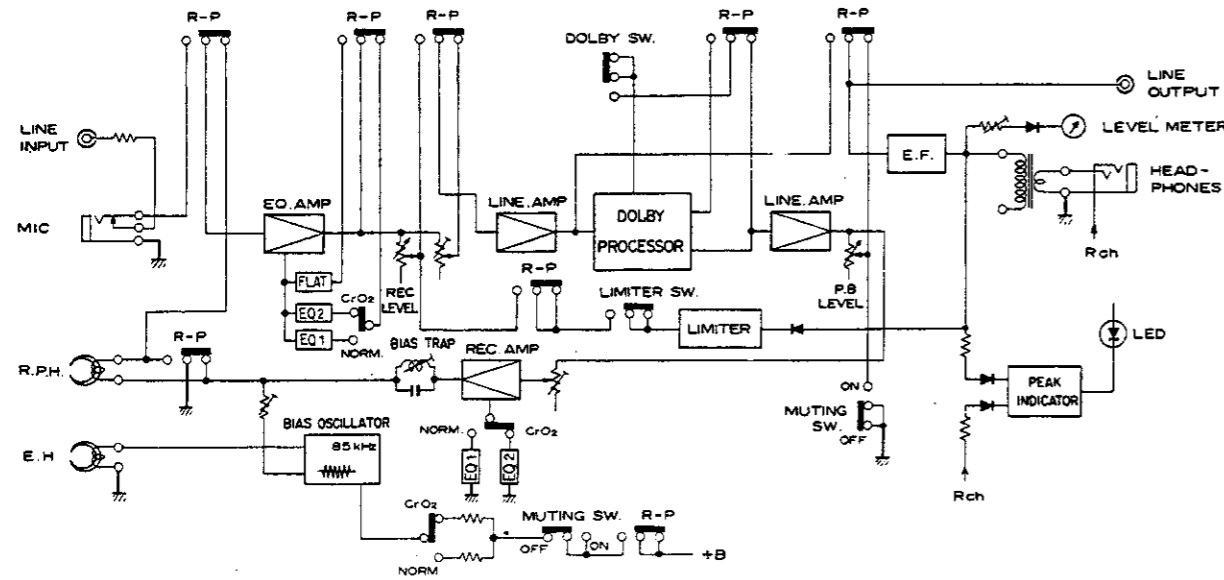 R-P
R-P
R-P
R-P
R-P
DOLBY SW.
LINE OUTPUT
LINE INPUT
LEVEL METER
E.F.
HEAD-PHONES
MIC
EQ. AMP
LINE. AMP
DOLBY PROCESSOR
LINE. AMP
Rch
FLAT
REC LEVEL
R-P
LIMITER SW.
P.B LEVEL
EQ2
CrO2
EQ1
NORM.
LIMITER
LED
BIAS TRAP
REC. AMP
R-P
R.P.H.
ON
MUTING SW.
OFF
PEAK INDICATOR
BIAS OSCILLATOR
85kHz
NORM.
CrO2
E.H
EQ1
EQ2
Rch
CrO2
MUTING SW.
R-P
OFF
ON
+B
NORM